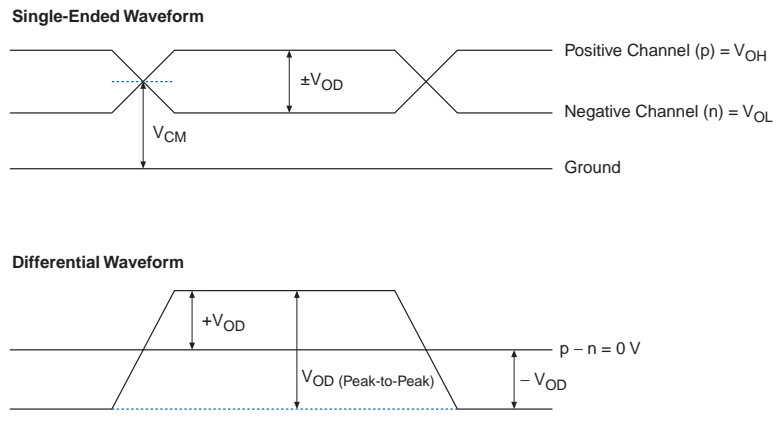 Single-Ended Waveform
Positive Channel (p) = VOH
±VOD
Negative Channel (n) = VOL
VCM
Ground
Differential Waveform
+VOD
p − n = 0 V
VOD (Peak-to-Peak)
− VOD